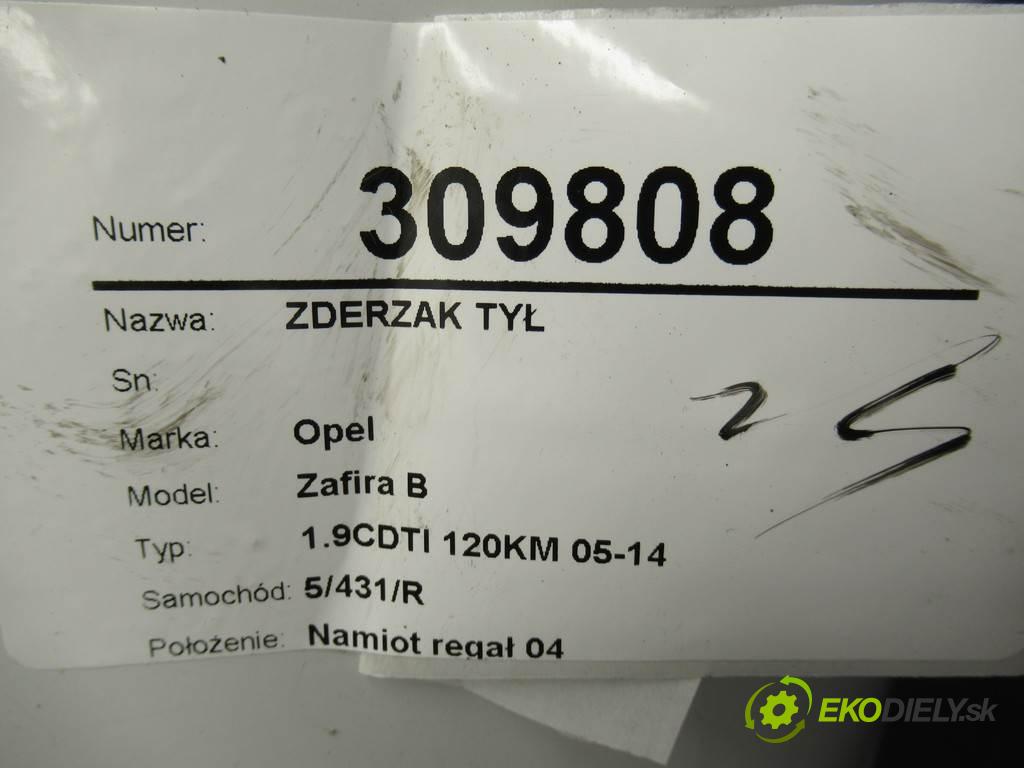 Numer: 309808
Nazwa: ZDERZAK TYŁ
Sn:
Marka: Opel
Model: Zafira B
Typ: 1.9CDTI 120KM 05-14
Samochód: 5/431/R
Położenie: Namiot regał 04
25
EKODIELY.sk